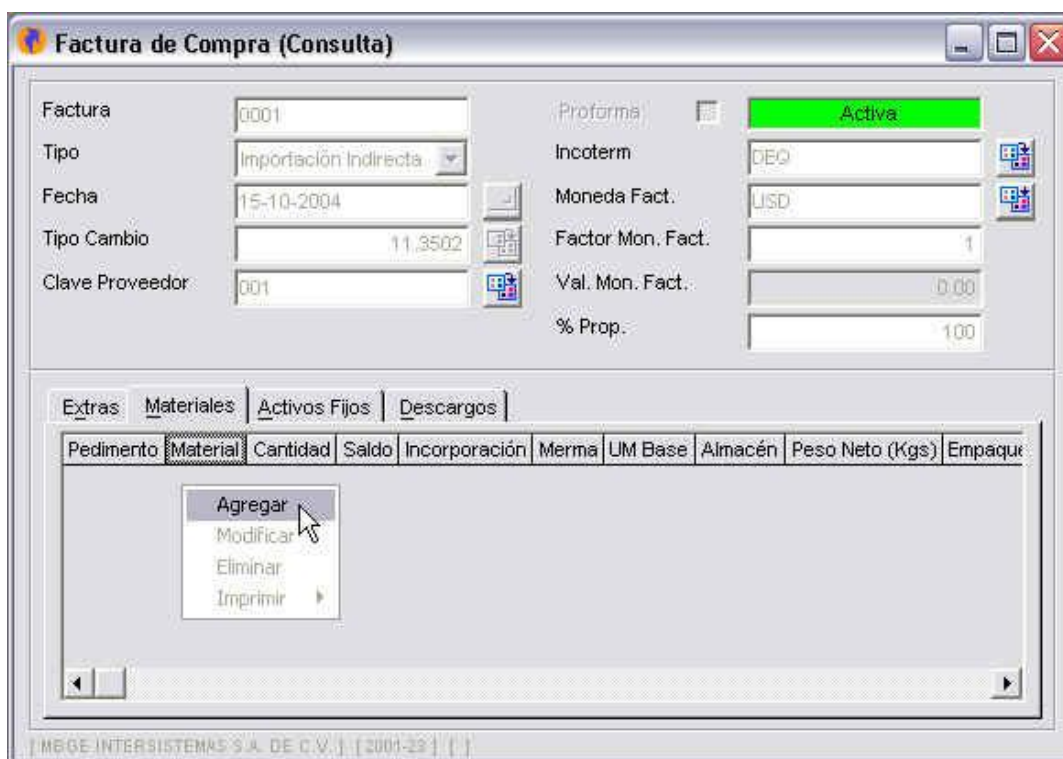 Factura de Compra (Consulta)
Factura 0001 Proforma Activa
Tipo Importación Indirecta Incoterm DEQ
Fecha 15-10-2004 Moneda Fact. USD
Tipo Cambio 11.3502 Factor Mon. Fact. 1
Clave Proveedor 001 Val. Mon. Fact. 0.00
% Prop. 100
Extras Materiales Activos Fijos Descargos
Pedimento Material Cantidad Saldo Incorporación Merma UM Base Almacén Peso Neto (Kgs) Empaque
Agregar
Modificar
Eliminar
Imprimir
[ MBGE INTERSISTEMAS S.A. DE C.V. ] [ 2001-23 ] [ ]